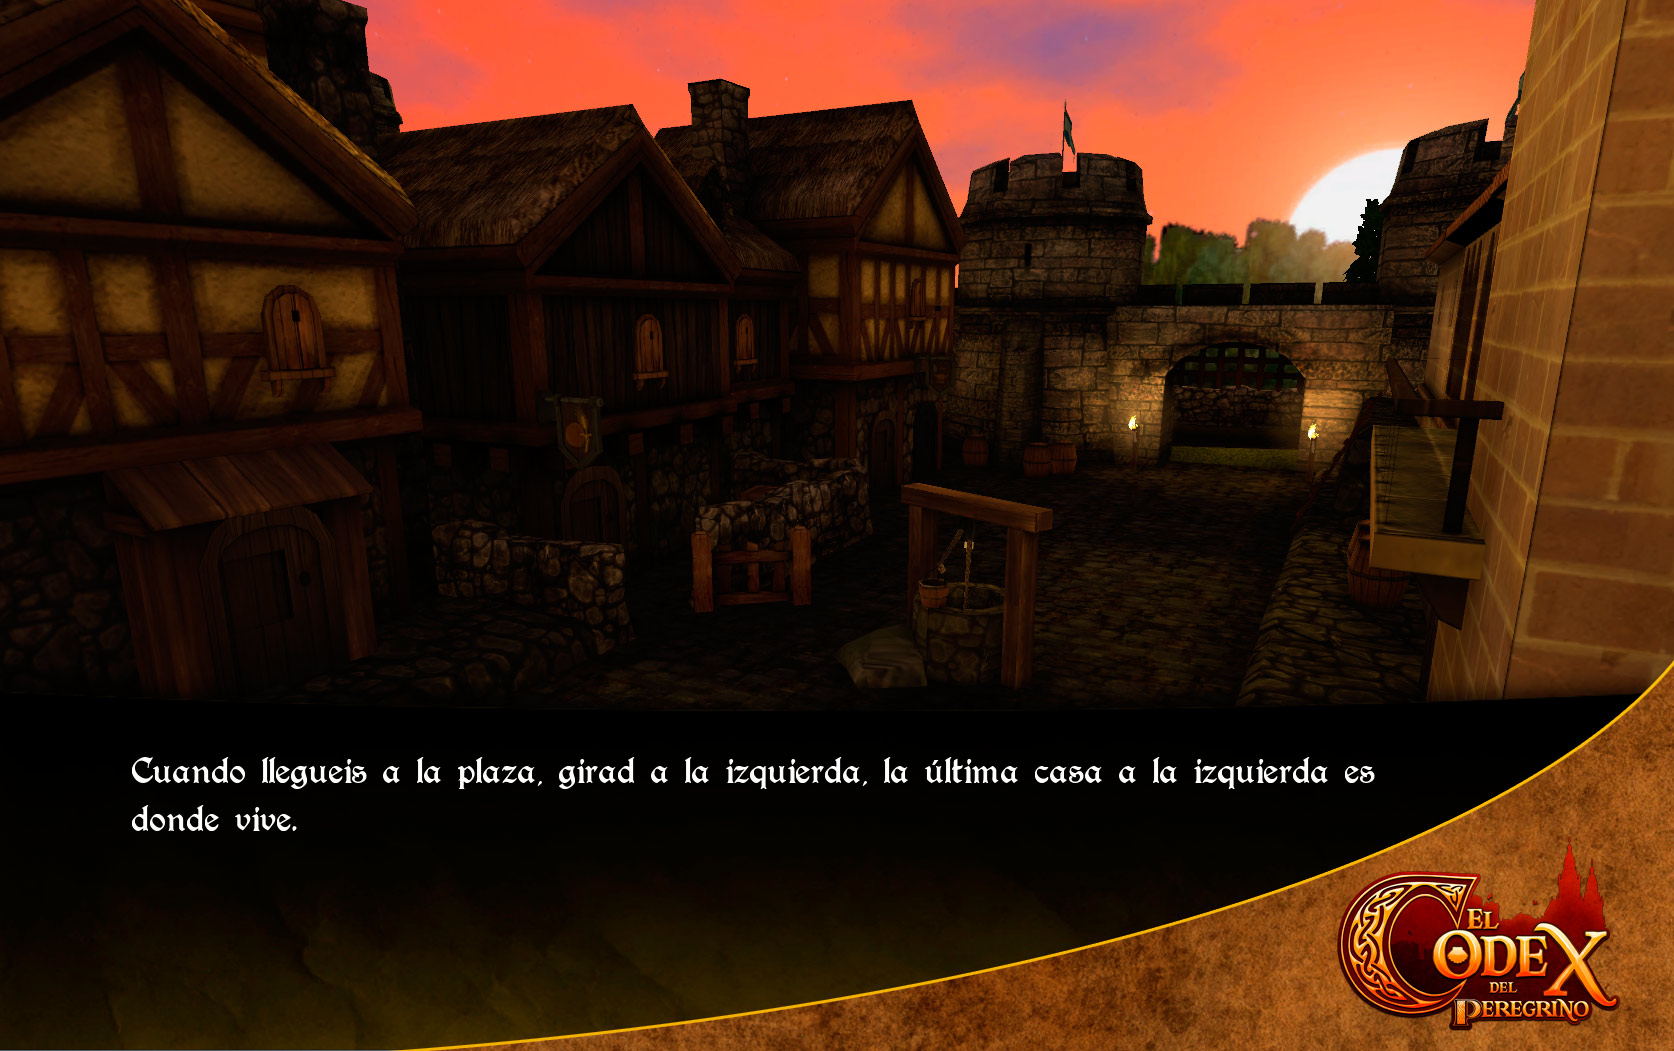 Cuando llegueis a la plaza, girad a la izquierda, la última casa a la izquierda es
donde vive.
EL
CODEX
DEL
PEREGRINO